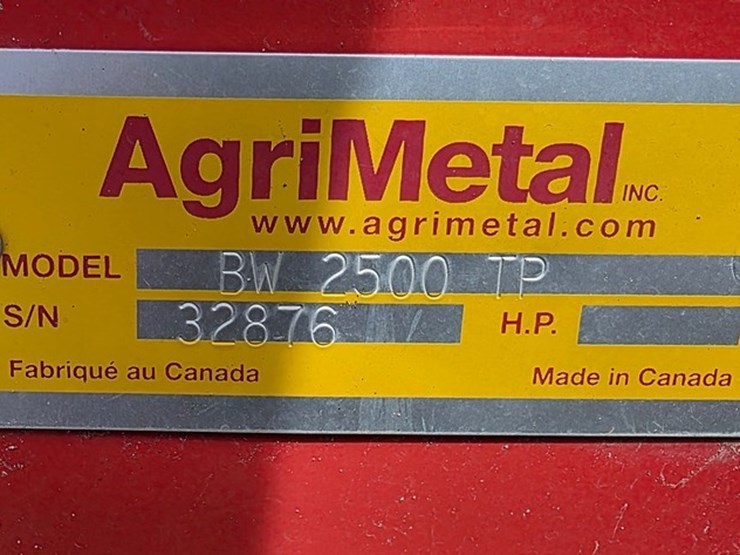 AgriMetal INC.
www.agrimetal.com
MODEL BW 2500 TP
S/N 32876 H.P.
Fabriqué au Canada Made in Canada